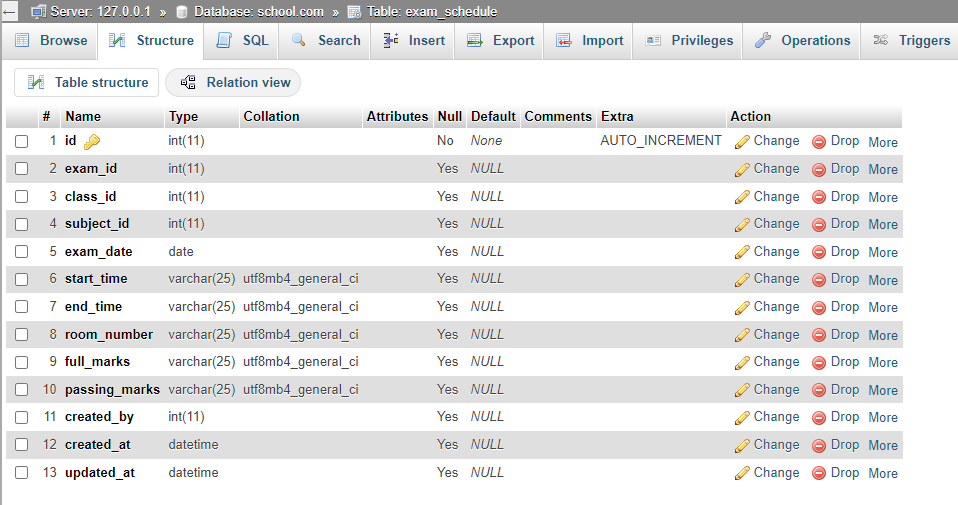 Server: 127.0.0.1 » Database: school.com » Table: exam_schedule
Browse Structure SQL Search Insert Export Import Privileges Operations Triggers
Table structure Relation view
# Name Type Collation Attributes Null Default Comments Extra Action
1 id int(11) No None AUTO_INCREMENT Change Drop More
2 exam_id int(11) Yes NULL Change Drop More
3 class_id int(11) Yes NULL Change Drop More
4 subject_id int(11) Yes NULL Change Drop More
5 exam_date date Yes NULL Change Drop More
6 start_time varchar(25) utf8mb4_general_ci Yes NULL Change Drop More
7 end_time varchar(25) utf8mb4_general_ci Yes NULL Change Drop More
8 room_number varchar(25) utf8mb4_general_ci Yes NULL Change Drop More
9 full_marks varchar(25) utf8mb4_general_ci Yes NULL Change Drop More
10 passing_marks varchar(25) utf8mb4_general_ci Yes NULL Change Drop More
11 created_by int(11) Yes NULL Change Drop More
12 created_at datetime Yes NULL Change Drop More
13 updated_at datetime Yes NULL Change Drop More